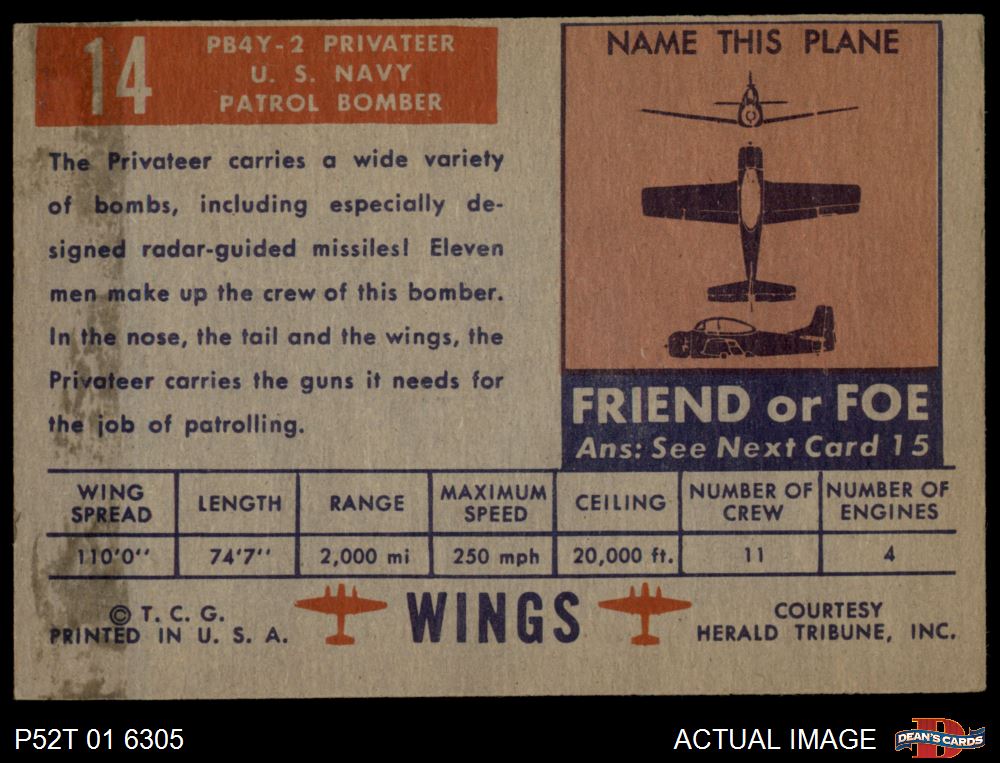 14
PB4Y-2 PRIVATEER
U. S. NAVY
PATROL BOMBER
The Privateer carries a wide variety
of bombs, including especially de-
signed radar-guided missiles! Eleven
men make up the crew of this bomber.
In the nose, the tail and the wings, the
Privateer carries the guns it needs for
the job of patrolling.
NAME THIS PLANE
FRIEND or FOE
Ans: See Next Card 15
WING SPREAD LENGTH RANGE MAXIMUM SPEED CEILING NUMBER OF CREW NUMBER OF ENGINES
110'0'' 74'7'' 2,000 mi 250 mph 20,000 ft. 11 4
© T. C. G.
PRINTED IN U. S. A.
WINGS
COURTESY
HERALD TRIBUNE, INC.
P52T 01 6305
ACTUAL IMAGE
DEAN'S CARDS